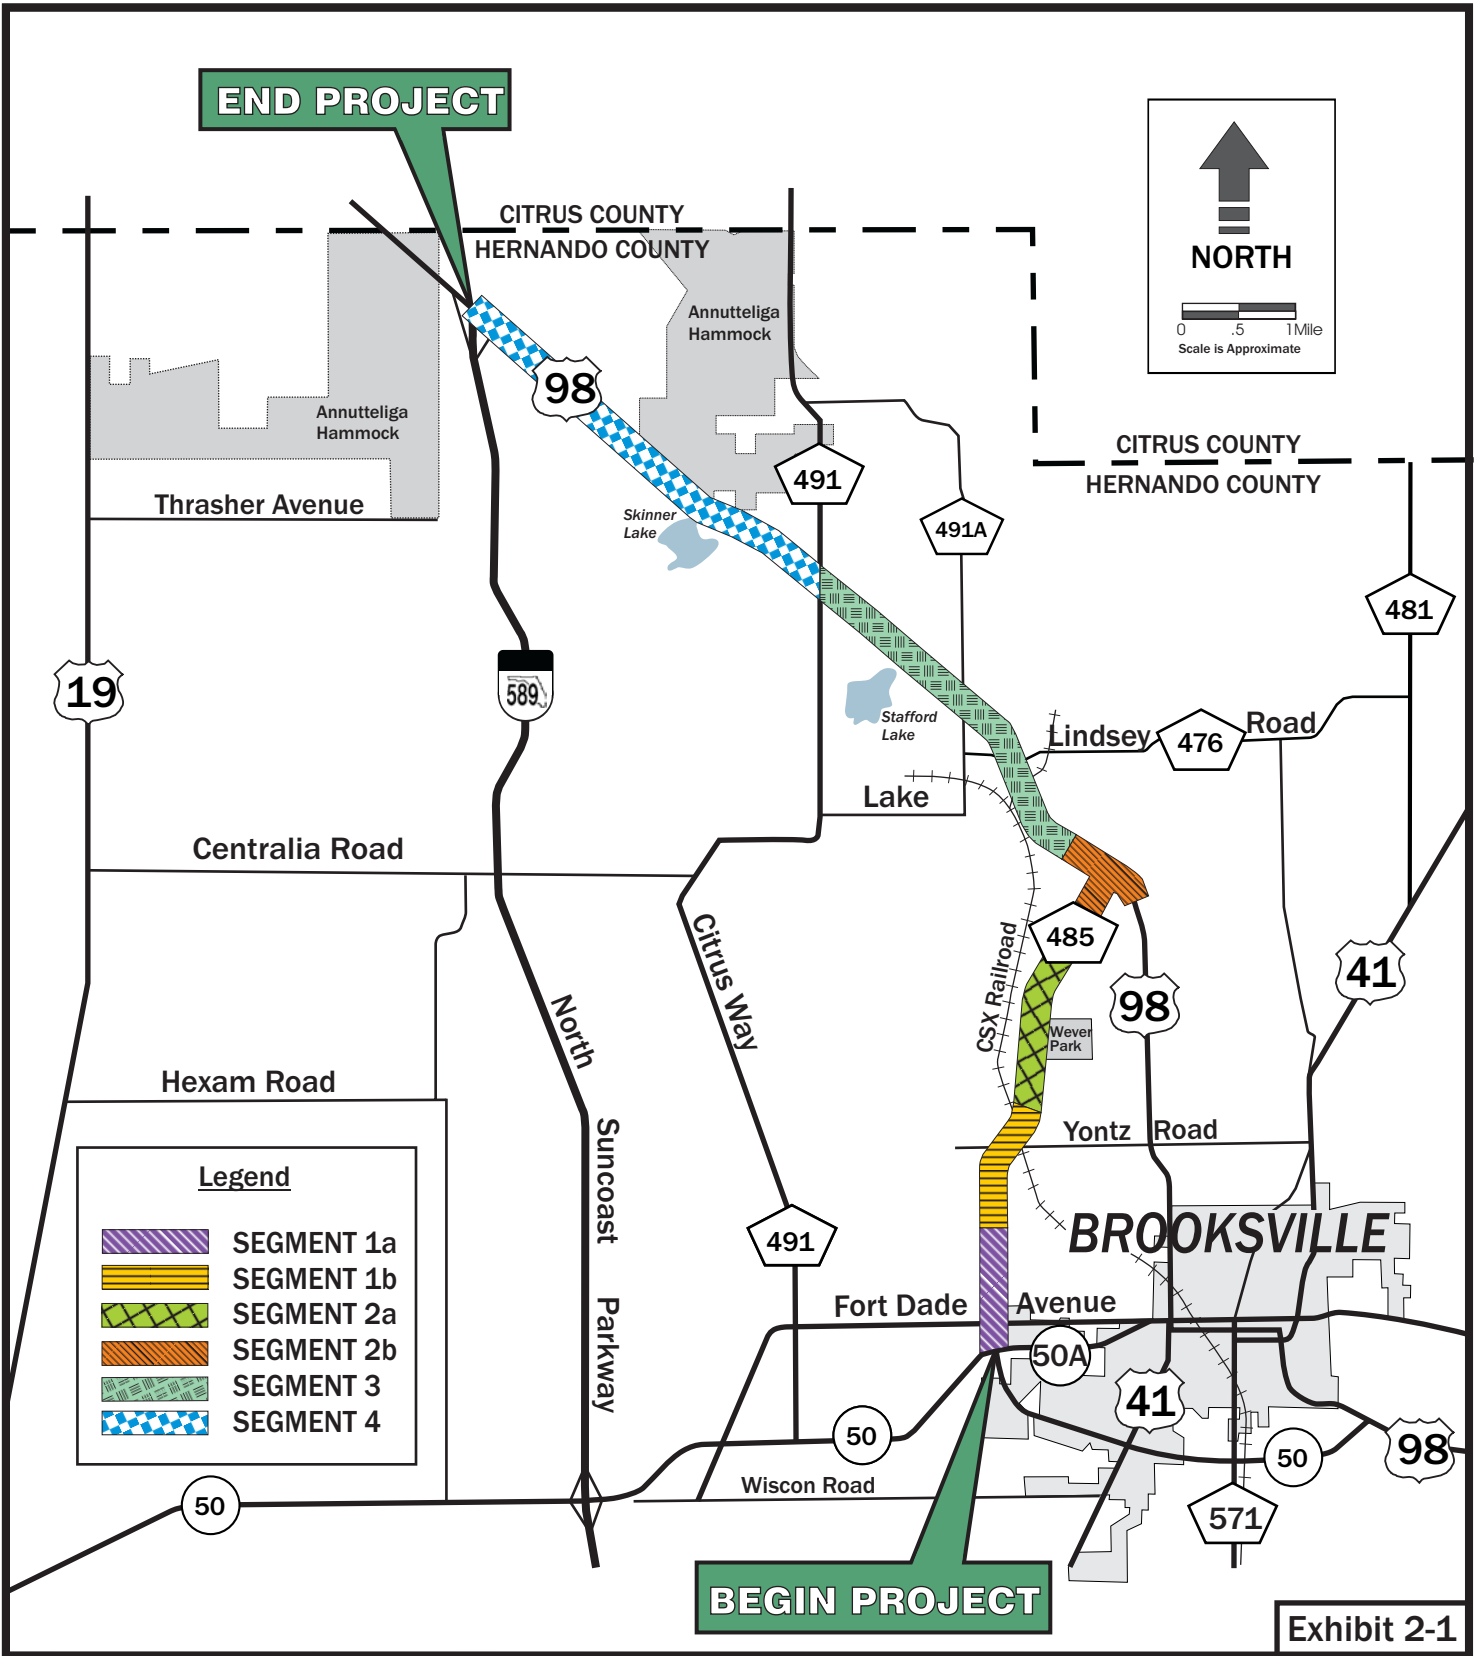 END PROJECT
CITRUS COUNTY
HERNANDO COUNTY
NORTH
0 .5 1Mile
Scale is Approximate
Annutteliga
Hammock
98
Annutteliga
Hammock
CITRUS COUNTY
HERNANDO COUNTY
491
Thrasher Avenue
Skinner
Lake
491A
481
19
589
Stafford
Lake
Lindsey
476
Road
Lake
Centralia Road
Citrus Way
485
CSX Railroad
41
98
North
Wever
Park
Hexam Road
Yontz Road
Suncoast
Legend
SEGMENT 1a
SEGMENT 1b
SEGMENT 2a
SEGMENT 2b
SEGMENT 3
SEGMENT 4
491
BROOKSVILLE
Parkway
Fort Dade Avenue
50A
41
50
50
98
Wiscon Road
50
571
BEGIN PROJECT
Exhibit 2-1